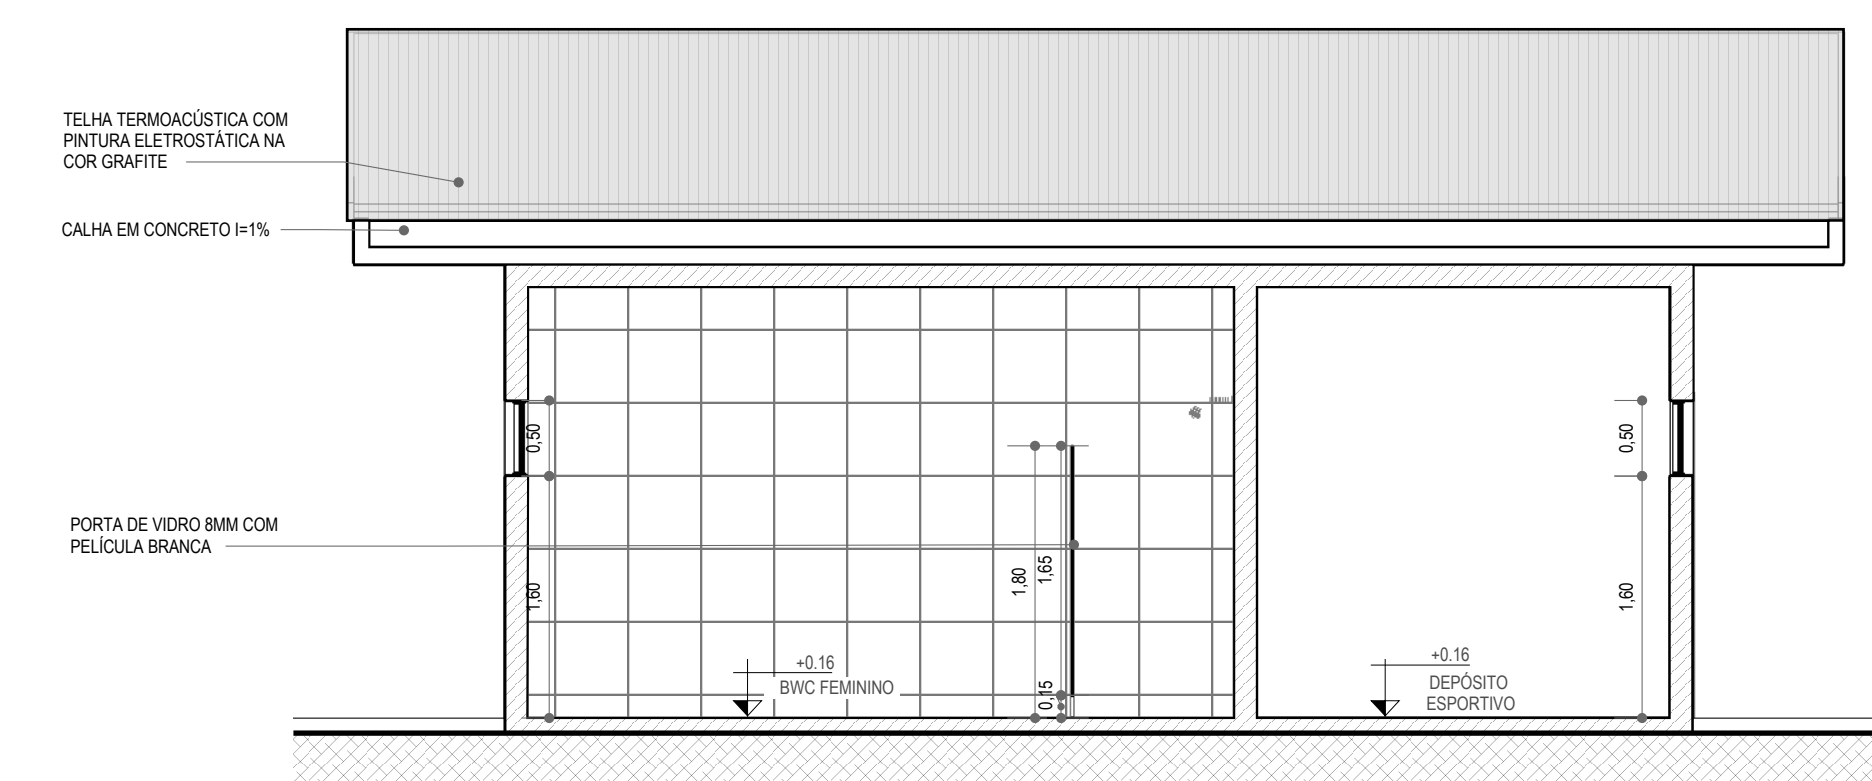 TELHA TERMOACÚSTICA COM
PINTURA ELETROSTÁTICA NA
COR GRAFITE
CALHA EM CONCRETO I=1%
0,50
0,50
PORTA DE VIDRO 8MM COM
PELÍCULA BRANCA
1,60
1,80
1,65
1,60
0,15
+0.16
BWC FEMININO
+0.16
DEPÓSITO
ESPORTIVO